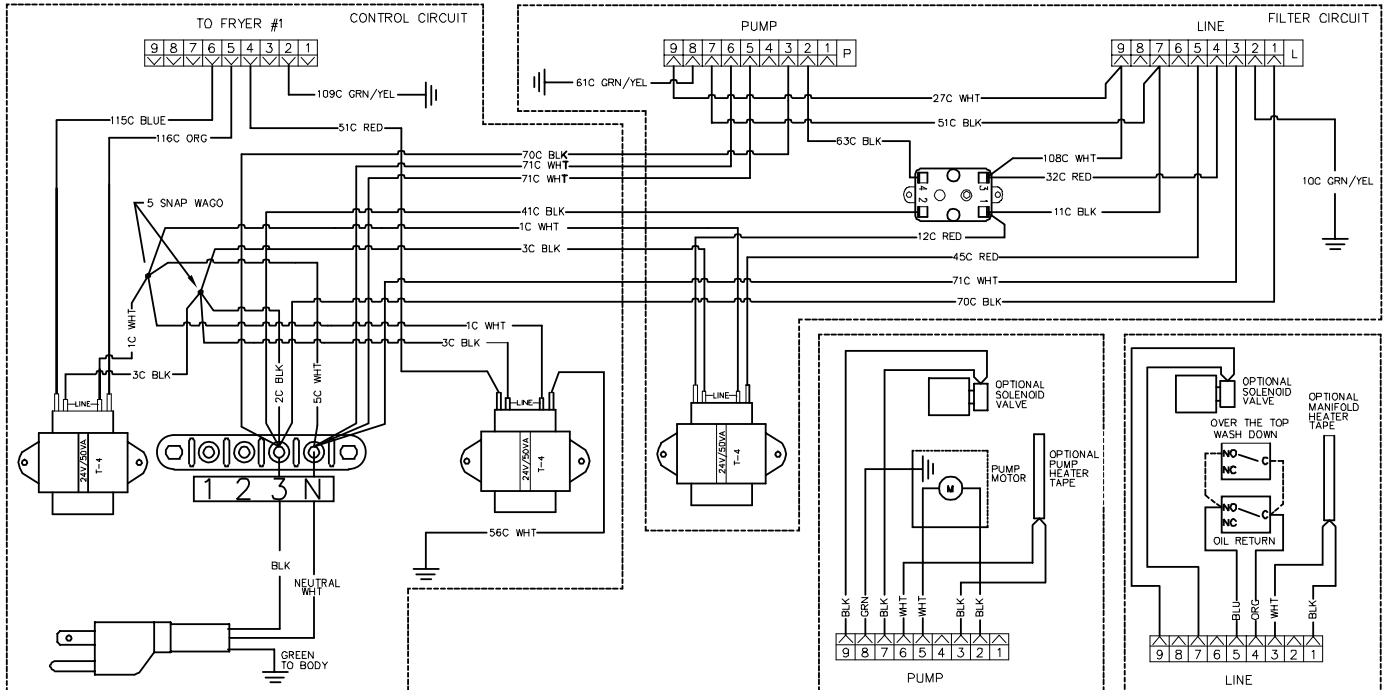 CONTROL CIRCUIT
TO FRYER #1
9 8 7 6 5 4 3 2 1
109C GRN/YEL
115C BLUE
116C ORG
51C RED
FILTER CIRCUIT
PUMP
9 8 7 6 5 4 3 2 1 P
LINE
9 8 7 6 5 4 3 2 1 L
61C GRN/YEL
27C WHT
51C BLK
63C BLK
70C BLK
71C WHT
71C WHT
108C WHT
32C RED
10C GRN/YEL
4 3
2 1
5 SNAP WAGO
41C BLK
11C BLK
1C WHT
12C RED
3C BLK
45C RED
71C WHT
70C BLK
1C WHT
1C WHT
3C BLK
3C BLK
2C BLK
5C WHT
LINE
24V/50VA
T-4
LINE
24V/50VA
T-4
LINE
24V/50VA
T-4
1 2 3 N
56C WHT
BLK
NEUTRAL
WHT
GREEN
TO BODY
OPTIONAL
SOLENOID
VALVE
PUMP
MOTOR
M
OPTIONAL
PUMP
HEATER
TAPE
BLK
GRN
BLK
WHT
WHT
BLK
BLK
9 8 7 6 5 4 3 2 1
PUMP
OPTIONAL
SOLENOID
VALVE
OPTIONAL
MANIFOLD
HEATER
TAPE
OVER THE TOP
WASH DOWN
NO C
NC
NO C
NC
OIL RETURN
BLU
ORG
WHT
BLK
9 8 7 6 5 4 3 2 1
LINE